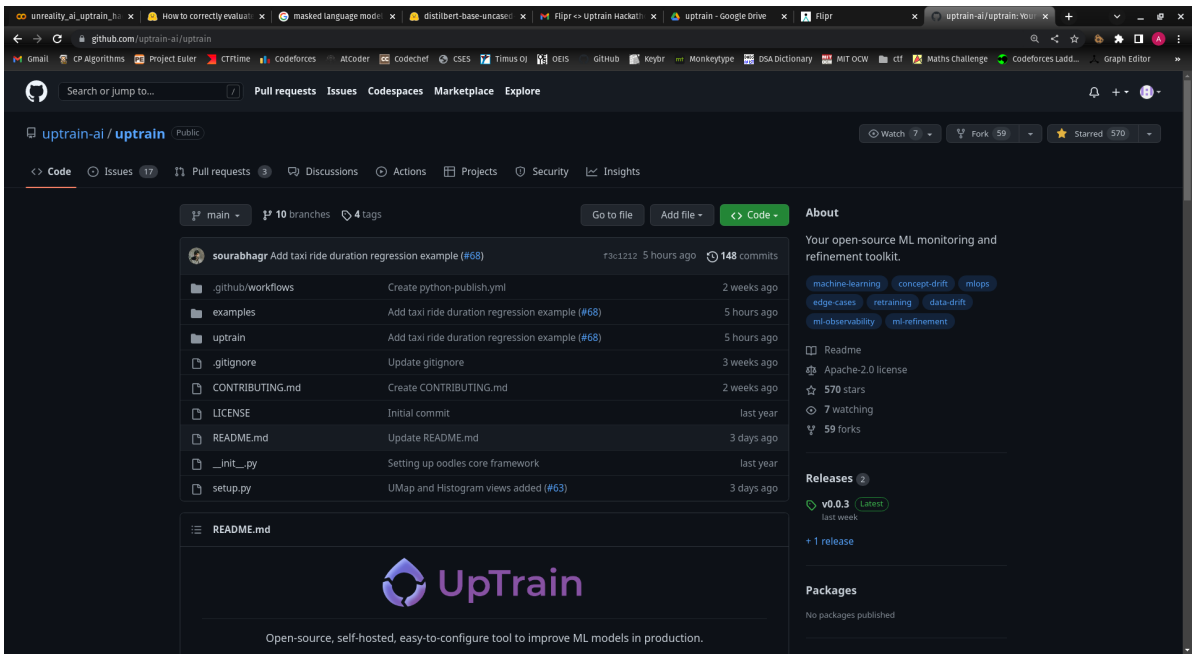 unreality_ai_uptrain_ha
How to correctly evaluat
masked language model
distilbert-base-uncased
Flipr <> Uptrain Hackath
uptrain - Google Drive
Flipr
uptrain-ai/uptrain: Your
github.com/uptrain-ai/uptrain
Gmail CP Algorithms Project Euler CTFtime Codeforces AtCoder Codechef CSES Timus OJ OEIS GitHub Keybr Monkeytype DSA Dictionary MIT OCW ctf Maths Challenge Codeforces Ladd... Graph Editor »
Search or jump to... / Pull requests Issues Codespaces Marketplace Explore
uptrain-ai / uptrain Public
Watch 7 Fork 59 Starred 570
Code Issues 17 Pull requests 3 Discussions Actions Projects Security Insights
main 10 branches 4 tags Go to file Add file Code
sourabhagr Add taxi ride duration regression example (#68) f3c1212 5 hours ago 148 commits
.github/workflows Create python-publish.yml 2 weeks ago
examples Add taxi ride duration regression example (#68) 5 hours ago
uptrain Add taxi ride duration regression example (#68) 5 hours ago
.gitignore Update gitignore 3 weeks ago
CONTRIBUTING.md Create CONTRIBUTING.md 2 weeks ago
LICENSE Initial commit last year
README.md Update README.md 3 days ago
__init__.py Setting up oodles core framework last year
setup.py UMap and Histogram views added (#63) 3 days ago
README.md
UpTrain
Open-source, self-hosted, easy-to-configure tool to improve ML models in production.
About
Your open-source ML monitoring and
refinement toolkit.
machine-learning concept-drift mlops
edge-cases retraining data-drift
ml-observability ml-refinement
Readme
Apache-2.0 license
570 stars
7 watching
59 forks
Releases 2
v0.0.3 Latest
last week
+ 1 release
Packages
No packages published